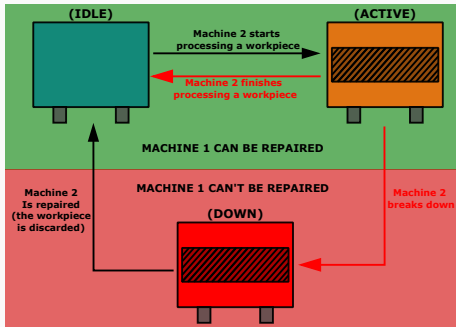 (IDLE)
(ACTIVE)
Machine 2 starts
processing a workpiece
Machine 2 finishes
processing a workpiece
MACHINE 1 CAN BE REPAIRED
MACHINE 1 CAN'T BE REPAIRED
Machine 2
Is repaired
(the workpiece
is discarded)
(DOWN)
Machine 2
breaks down